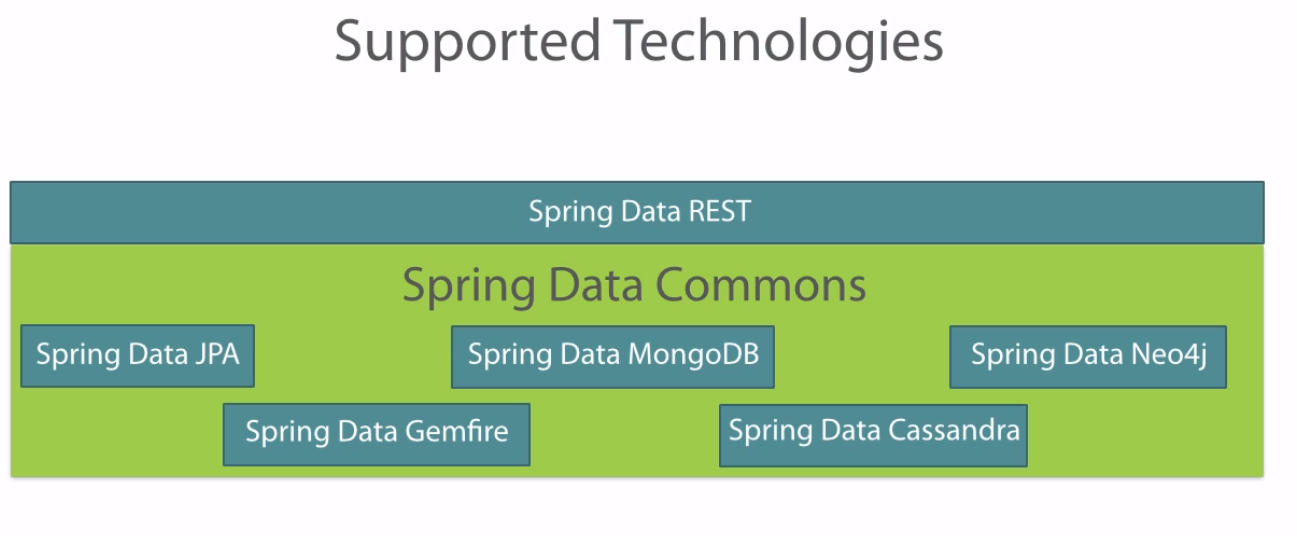 Supported Technologies
Spring Data REST
Spring Data Commons
Spring Data JPA
Spring Data MongoDB
Spring Data Neo4j
Spring Data Gemfire
Spring Data Cassandra